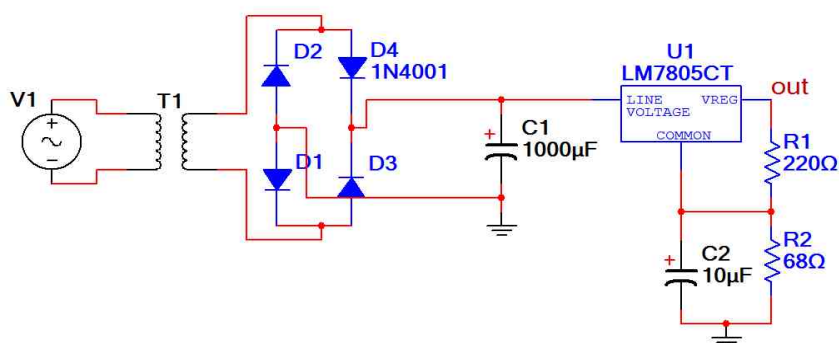 V1
T1
D2
D4
1N4001
D1
D3
C1
1000µF
U1
LM7805CT
LINE VREG
VOLTAGE
COMMON
out
R1
220Ω
C2
10µF
R2
68Ω